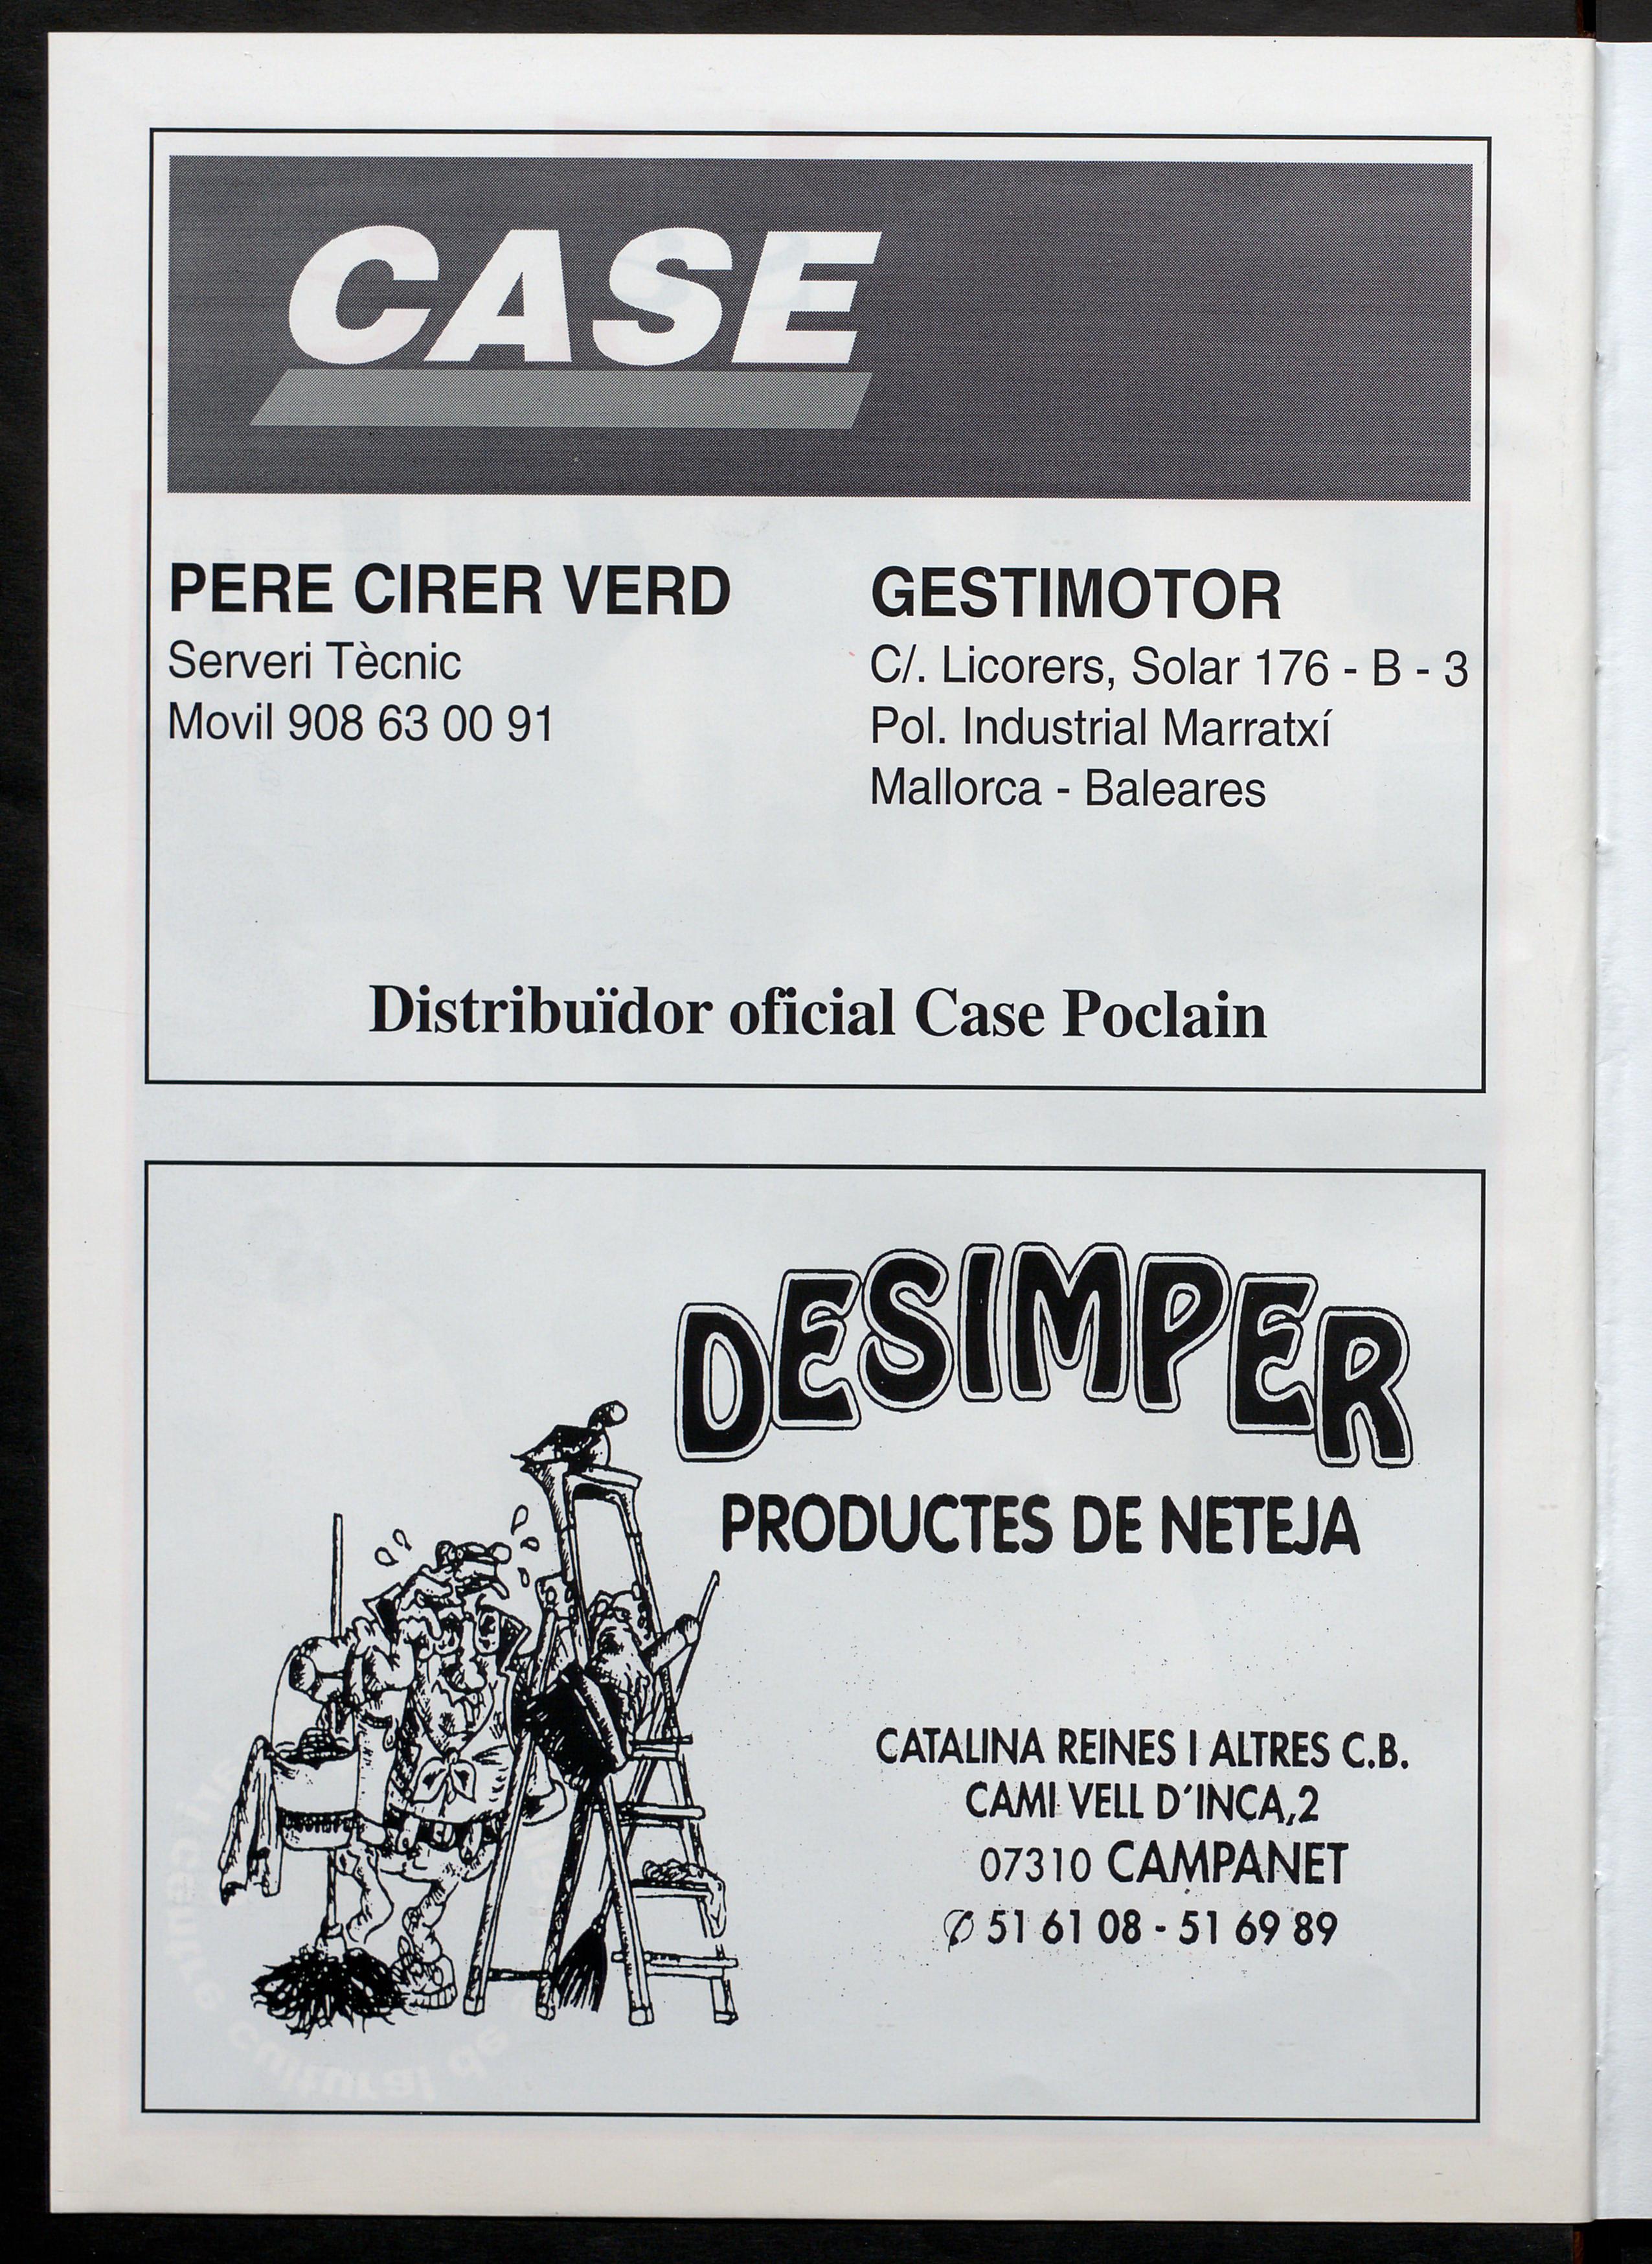 CASE
PERE CIRER VERD
Serveri Tècnic
Movil 908 63 00 91
GESTIMOTOR
C/. Licorers, Solar 176 - B - 3
Pol. Industrial Marratxí
Mallorca - Baleares
Distribuïdor oficial Case Poclain
DESIMPER
PRODUCTES DE NETEJA
CATALINA REINES I ALTRES C.B.
CAMI VELL D'INCA,2
07310 CAMPANET
✆ 51 61 08 - 51 69 89